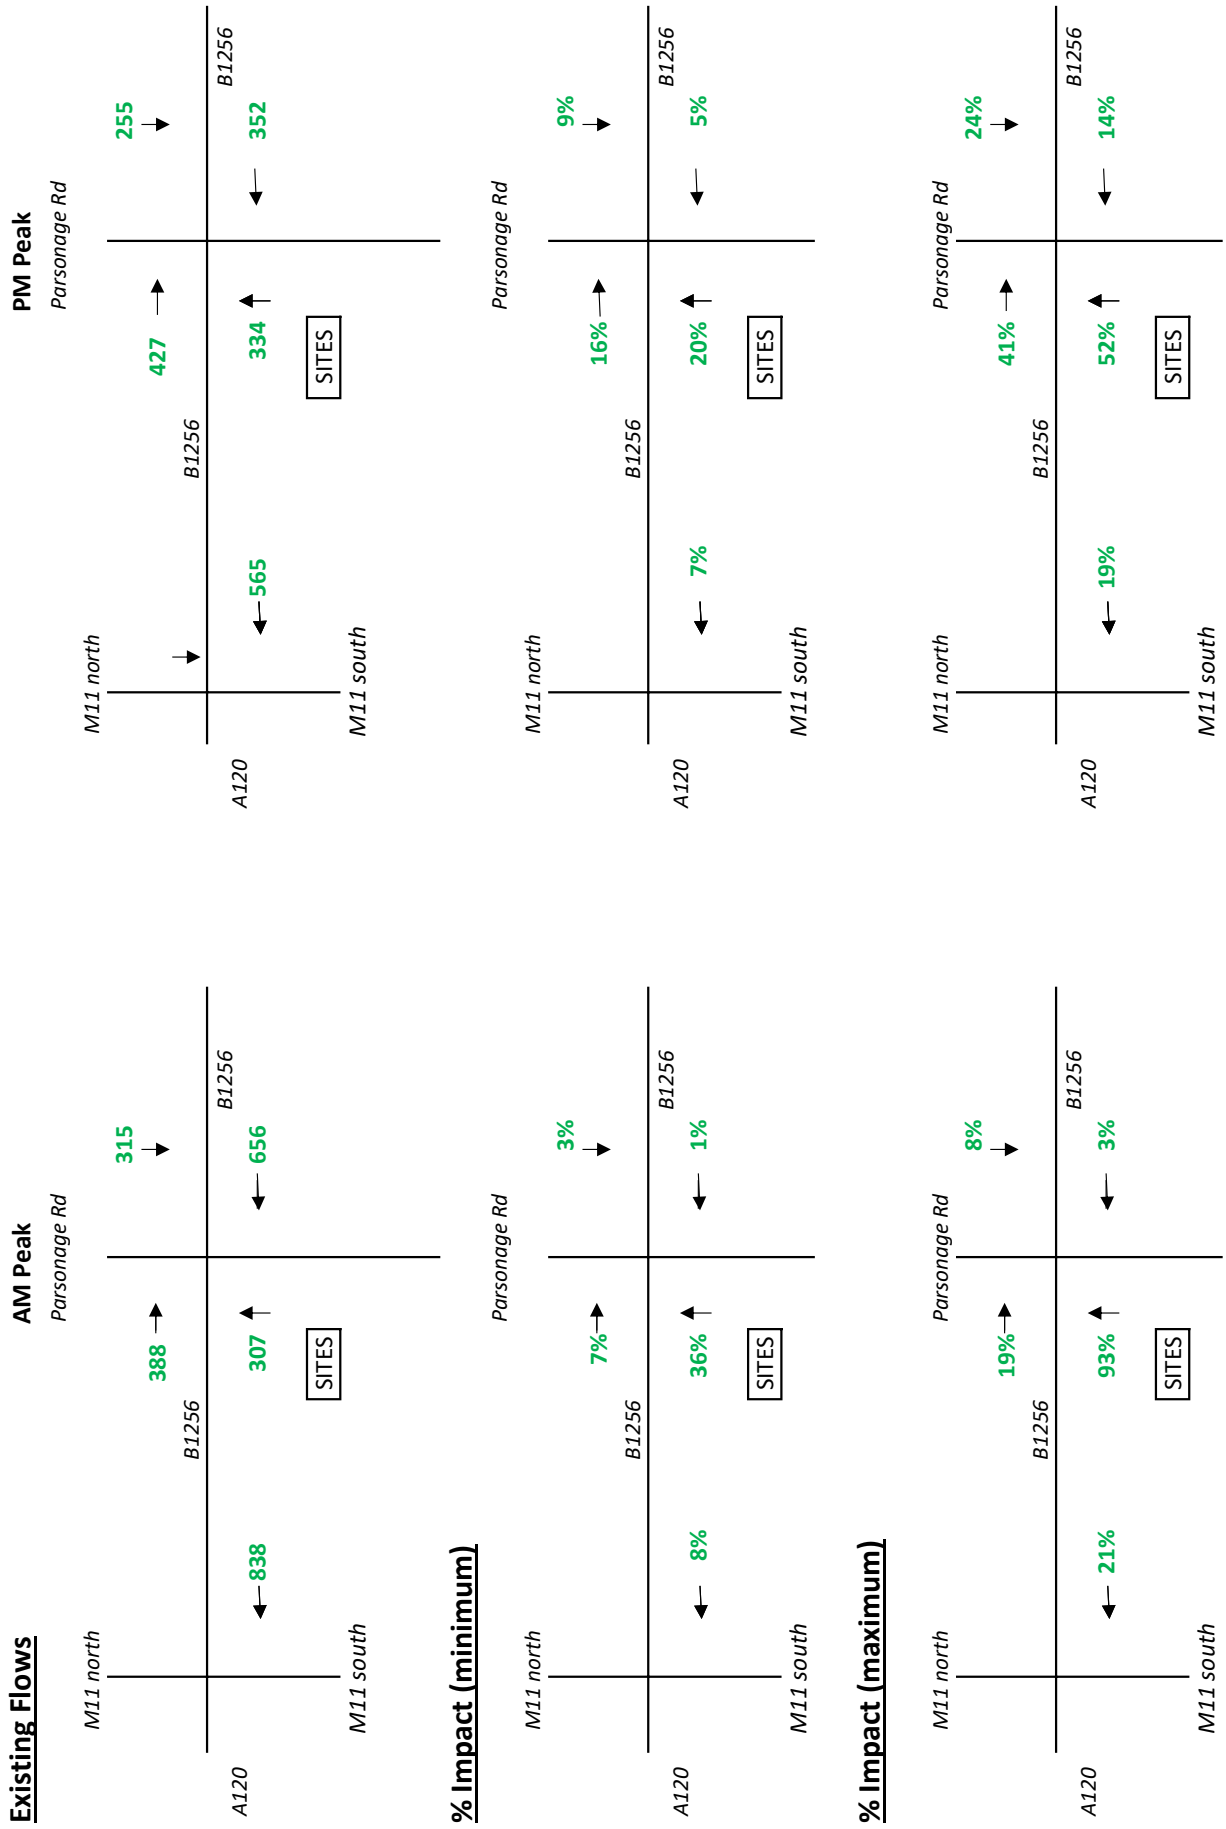 Existing Flows
AM Peak
PM Peak
M11 north
Parsonage Rd
315
388
B1256
B1256
A120
838
307
656
SITES
M11 south
M11 north
Parsonage Rd
255
427
B1256
B1256
A120
565
334
352
SITES
M11 south
% Impact (minimum)
M11 north
Parsonage Rd
3%
7%
B1256
B1256
A120
8%
36%
1%
SITES
M11 south
M11 north
Parsonage Rd
9%
16%
B1256
B1256
A120
7%
20%
5%
SITES
M11 south
% Impact (maximum)
M11 north
Parsonage Rd
8%
19%
B1256
B1256
A120
21%
93%
3%
SITES
M11 south
M11 north
Parsonage Rd
24%
41%
B1256
B1256
A120
19%
52%
14%
SITES
M11 south